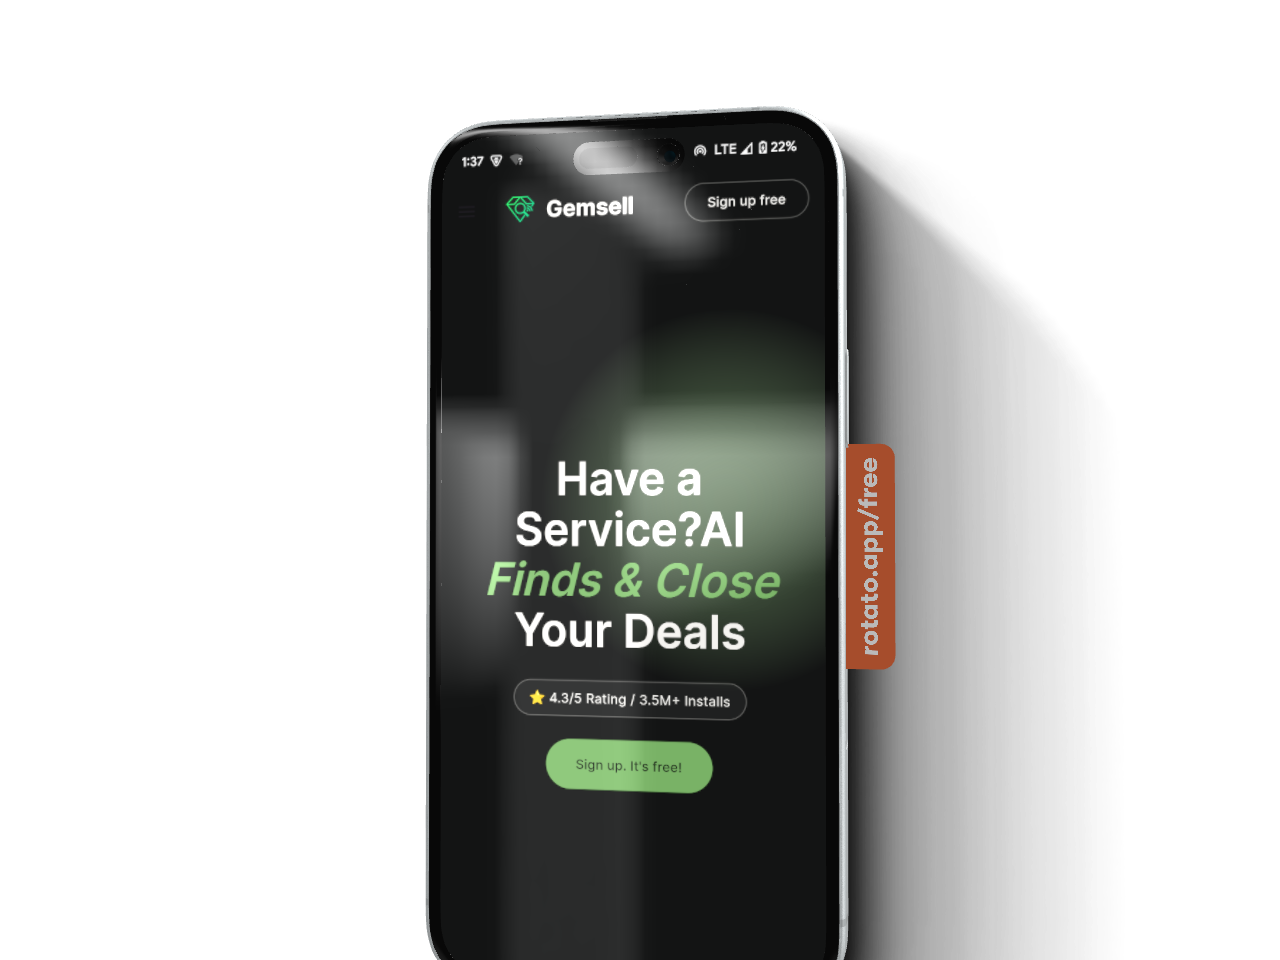 1:37
LTE 22%
Gemsell
Sign up free
Have a
Service?AI
Finds & Close
Your Deals
⭐ 4.3/5 Rating / 3.5M+ Installs
Sign up. It's free!
rotato.app/free